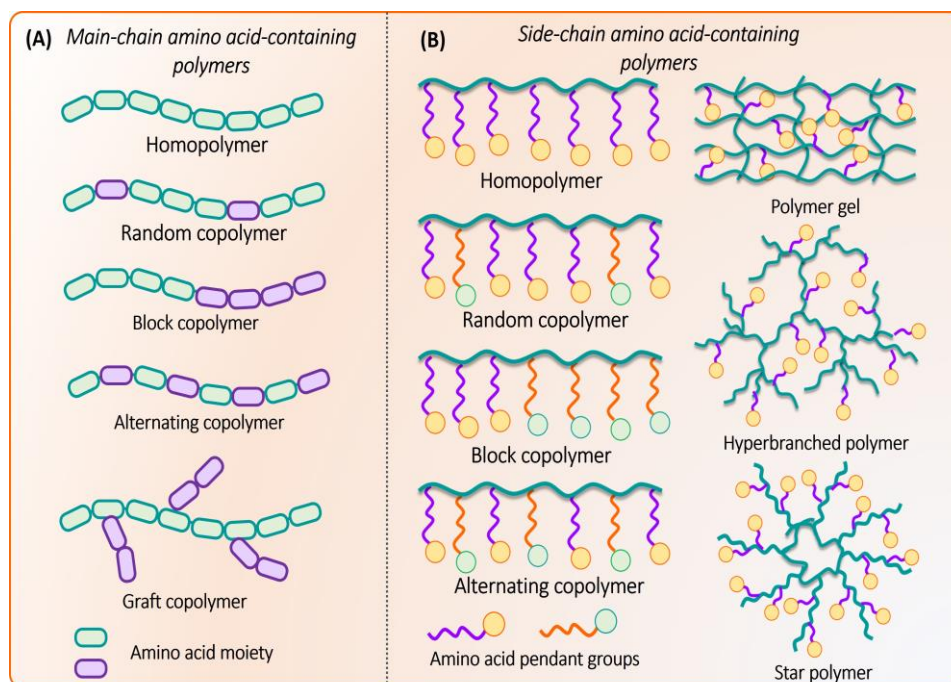 (A) Main-chain amino acid-containing
polymers
Homopolymer
Random copolymer
Block copolymer
Alternating copolymer
Graft copolymer
Amino acid moiety
(B) Side-chain amino acid-containing
polymers
Homopolymer
Random copolymer
Block copolymer
Alternating copolymer
Amino acid pendant groups
Polymer gel
Hyperbranched polymer
Star polymer